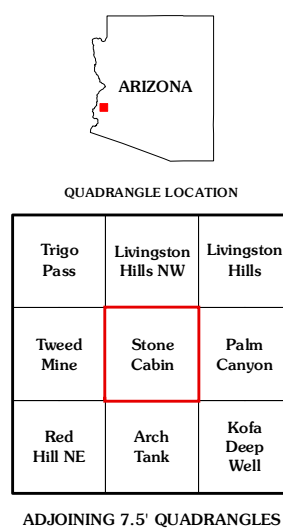 ARIZONA
QUADRANGLE LOCATION
Trigo
Pass
Livingston
Hills NW
Livingston
Hills
Tweed
Mine
Stone
Cabin
Palm
Canyon
Red
Hill NE
Arch
Tank
Kofa
Deep
Well
ADJOINING 7.5' QUADRANGLES